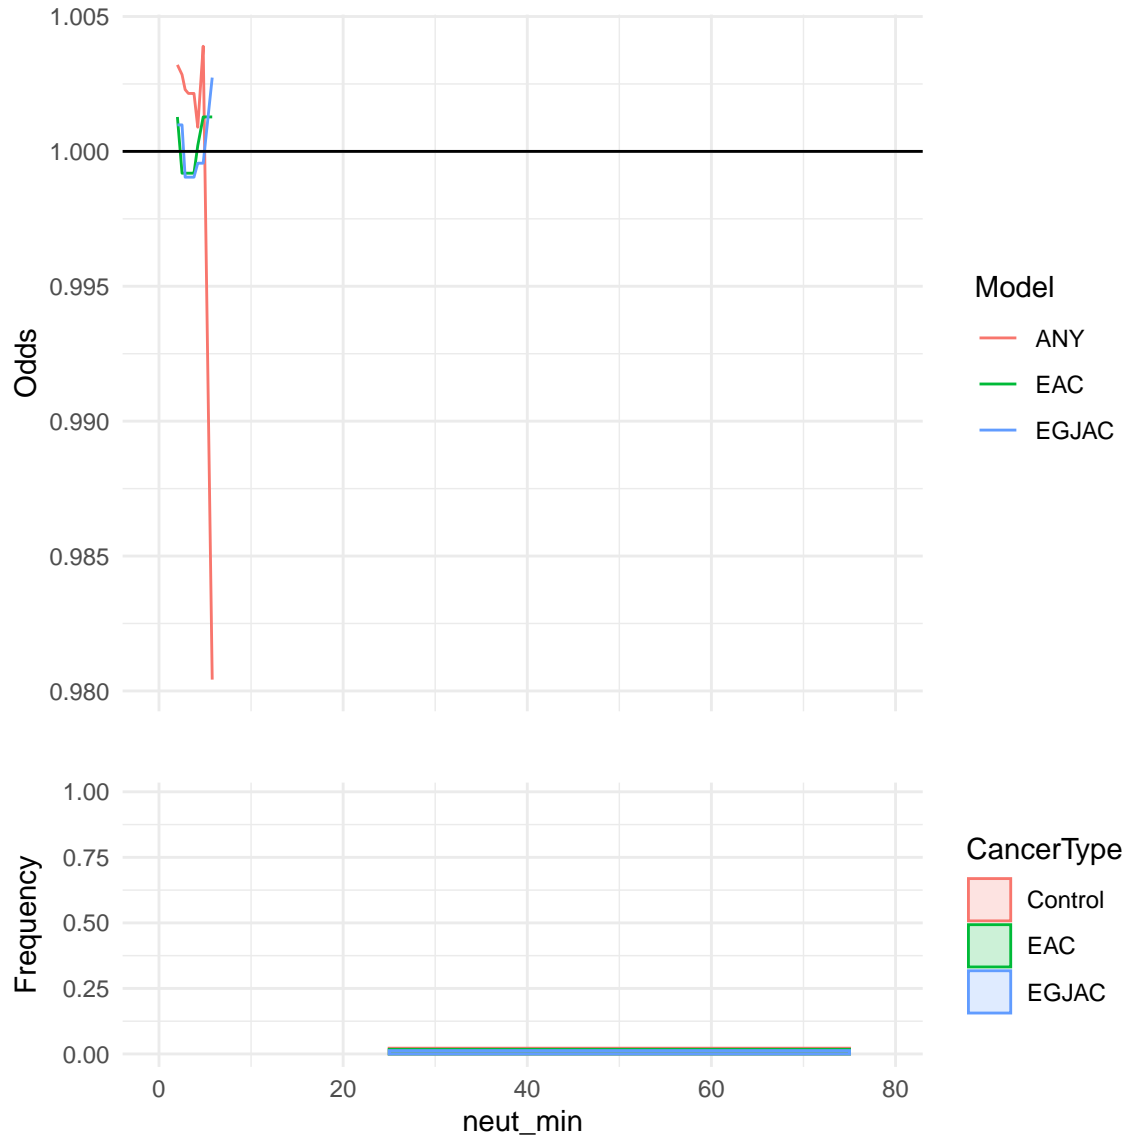 1.005
1.000
0.995
0.990
0.985
0.980
Odds
Model
ANY
EAC
EGJAC
1.00
0.75
0.50
0.25
0.00
Frequency
CancerType
Control
EAC
EGJAC
0 20 40 60 80
neut_min